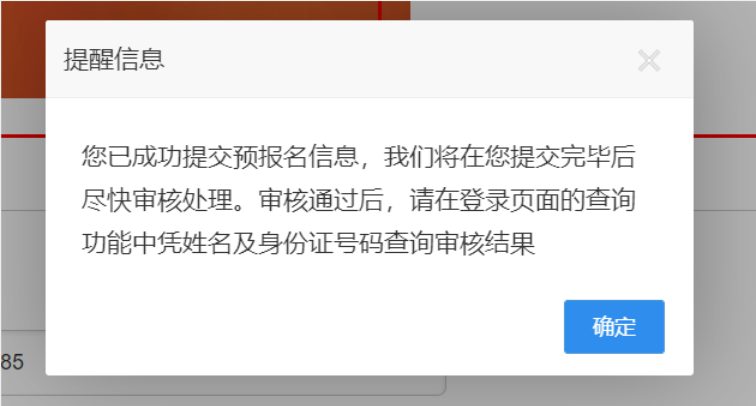 提醒信息
您已成功提交预报名信息，我们将在您提交完毕后
尽快审核处理。审核通过后，请在登录页面的查询
功能中凭姓名及身份证号码查询审核结果
确定
85